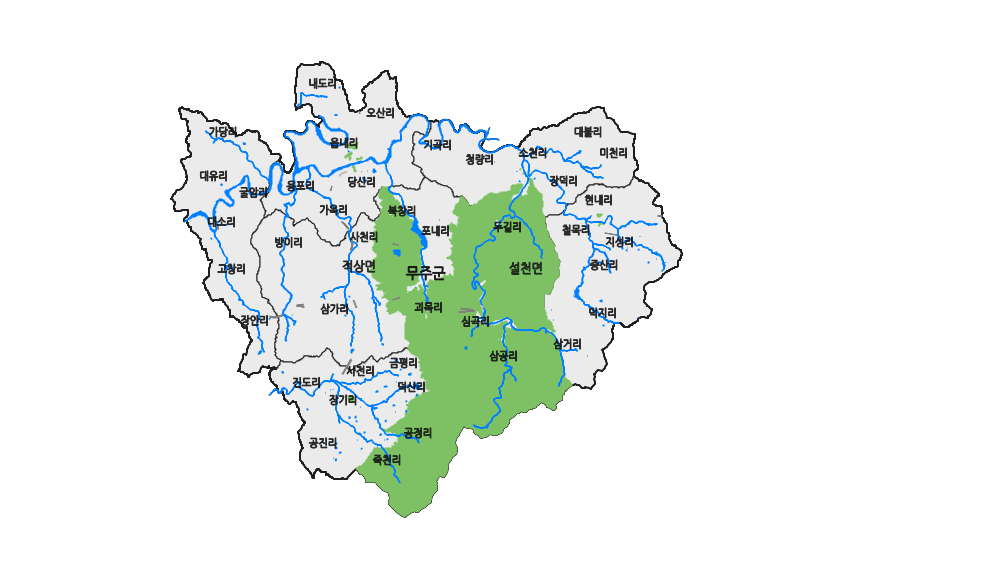 내도리
오산리
가당리
읍내리
기곡리
대불리
청량리
소천리
미천리
대유리
굴암리
용포리
당산리
장덕리
현내리
대소리
가옥리
북창리
방이리
사천리
포내리
두길리
철목리
지성리
고창리
적상면
무주군
설천면
증산리
삼가리
괴목리
장안리
심곡리
덕지리
삼공리
삼거리
금평리
사전리
진도리
덕산리
장기리
공정리
공진리
죽천리